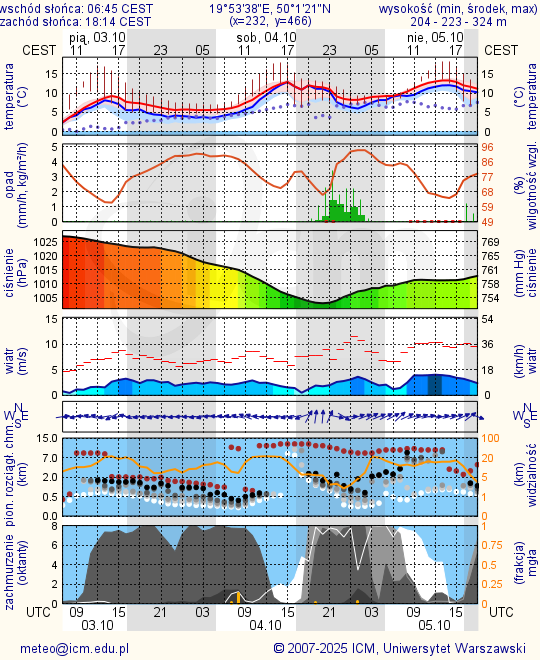 wschód słońca: 06:45 CEST 19°53'38"E, 50°1'21"N wysokość (min, środek, max)
zachód słońca: 18:14 CEST (x=232, y=466) 204 - 223 - 324 m
pią, 03.10 sob, 04.10 nie, 05.10
CEST 11 17 23 05 11 17 23 05 11 17 CEST
temperatura (°C) 15 10 5 0 15 10 5 0 (°C) temperatura
opad (mm/h, kg/m²/h) 5 4 3 2 1 0 96 86 77 68 58 49 (%) wilgotność wzgl.
ciśnienie (hPa) 1025 1020 1015 1010 1005 769 765 761 758 754 (mm Hg) ciśnienie
wiatr (m/s) 15 10 5 0 54 36 18 0 (km/h) wiatr
N W E S N W E S
pion. rozciągł. chm. (km) 15.0 7.0 2.0 0.5 0.0 100 20 5 1 0 (km) widzialność
zachmurzenie (oktanty) 8 6 4 2 0 1 0.75 0.5 0.25 0 (frakcja) mgła
UTC 09 15 21 03 09 15 21 03 09 15 UTC
03.10 04.10 05.10
meteo@icm.edu.pl © 2007-2025 ICM, Uniwersytet Warszawski